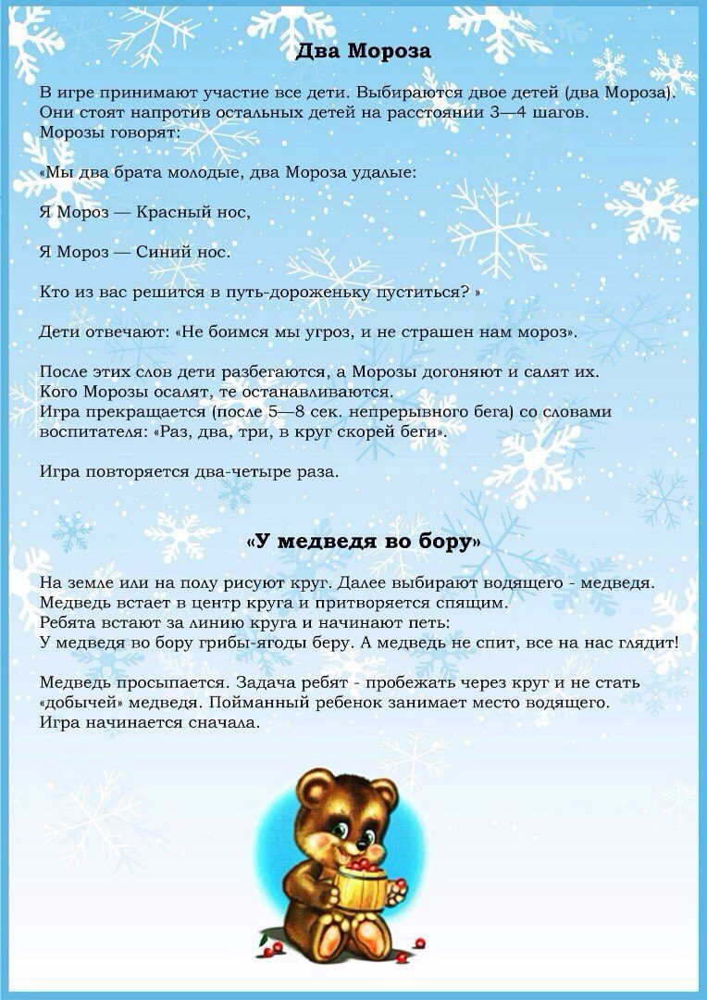 Два Мороза
В игре принимают участие все дети. Выбираются двое детей (два Мороза).
Они стоят напротив остальных детей на расстоянии 3—4 шагов.
Морозы говорят:
«Мы два брата молодые, два Мороза удалые:
Я Мороз — Красный нос,
Я Мороз — Синий нос.
Кто из вас решится в путь-дороженьку пуститься? »
Дети отвечают: «Не боимся мы угроз, и не страшен нам мороз».
После этих слов дети разбегаются, а Морозы догоняют и салят их.
Кого Морозы осалят, те останавливаются.
Игра прекращается (после 5—8 сек. непрерывного бега) со словами
воспитателя: «Раз, два, три, в круг скорей беги».
Игра повторяется два-четыре раза.
«У медведя во бору»
На земле или на полу рисуют круг. Далее выбирают водящего - медведя.
Медведь встает в центр круга и притворяется спящим.
Ребята встают за линию круга и начинают петь:
У медведя во бору грибы-ягоды беру. А медведь не спит, все на нас глядит!
Медведь просыпается. Задача ребят - пробежать через круг и не стать
«добычей» медведя. Пойманный ребенок занимает место водящего.
Игра начинается сначала.